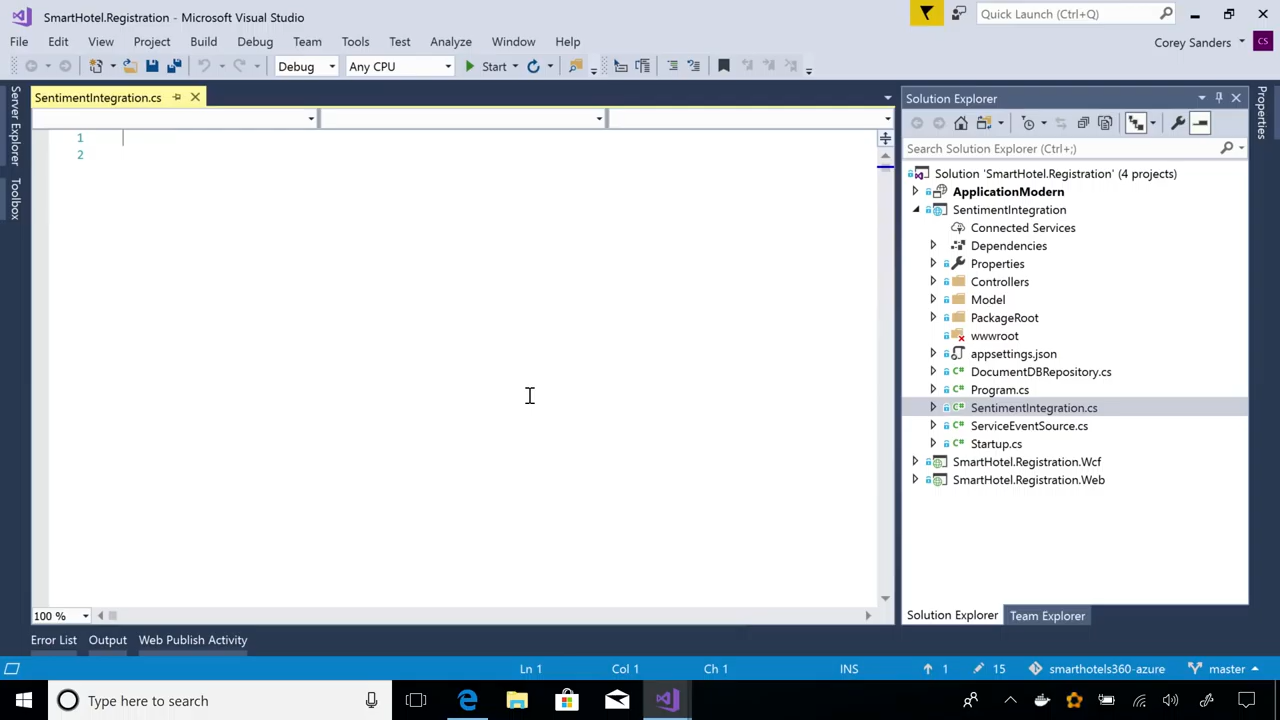 SmartHotel.Registration - Microsoft Visual Studio
Quick Launch (Ctrl+Q)
File Edit View Project Build Debug Team Tools Test Analyze Window Help
Corey Sanders CS
Debug Any CPU Start
Server Explorer
Toolbox
SentimentIntegration.cs
1
2
100 %
Solution Explorer
Search Solution Explorer (Ctrl+;)
Solution 'SmartHotel.Registration' (4 projects)
ApplicationModern
SentimentIntegration
Connected Services
Dependencies
Properties
Controllers
Model
PackageRoot
wwwroot
appsettings.json
DocumentDBRepository.cs
Program.cs
SentimentIntegration.cs
ServiceEventSource.cs
Startup.cs
SmartHotel.Registration.Wcf
SmartHotel.Registration.Web
Solution Explorer Team Explorer
Properties
Error List Output Web Publish Activity
Ln 1 Col 1 Ch 1 INS 1 15 smarthotels360-azure master
Type here to search